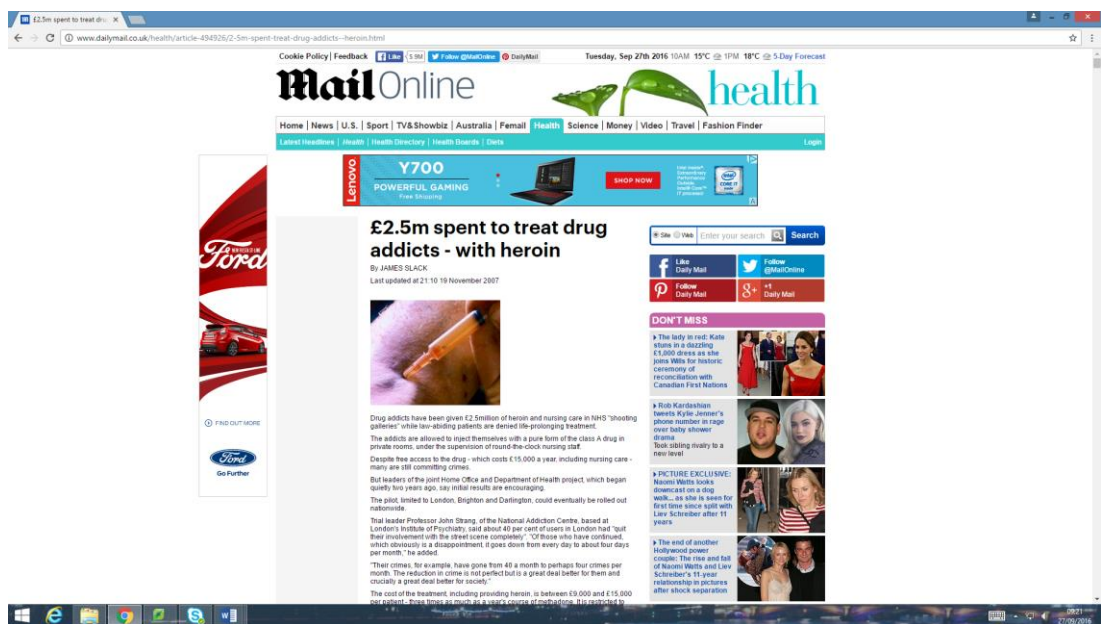 £2.5m spent to treat dru
www.dailymail.co.uk/health/article-494926/2-5m-spent-treat-drug-addicts--heroin.html
Cookie Policy | Feedback Like 5.9M Follow @MailOnline DailyMail Tuesday, Sep 27th 2016 10AM 15°C 1PM 18°C 5-Day Forecast
Mail Online health
Home | News | U.S. | Sport | TV&Showbiz | Australia | Femail | Health | Science | Money | Video | Travel | Fashion Finder
Latest Headlines | Health | Health Directory | Health Boards | Diets Login
Lenovo
Y700
POWERFUL GAMING
Free Shipping
SHOP NOW
Ford
FIND OUT MORE
Ford
Go Further
£2.5m spent to treat drug
addicts - with heroin
By JAMES SLACK
Last updated at 21:10 19 November 2007
Drug addicts have been given £2.5million of heroin and nursing care in NHS "shooting
galleries" while law-abiding patients are denied life-prolonging treatment.
The addicts are allowed to inject themselves with a pure form of the class A drug in
private rooms, under the supervision of round-the-clock nursing staff.
Despite free access to the drug - which costs £15,000 a year, including nursing care -
many are still committing crimes.
But leaders of the joint Home Office and Department of Health project, which began
quietly two years ago, say initial results are encouraging.
The pilot, limited to London, Brighton and Darlington, could eventually be rolled out
nationwide.
Trial leader Professor John Strang, of the National Addiction Centre, based at
London's Institute of Psychiatry, said about 40 per cent of users in London had "quit
their involvement with the street scene completely". "Of those who have continued,
which obviously is a disappointment, it goes down from every day to about four days
per month," he added.
"Their crimes, for example, have gone from 40 a month to perhaps four crimes per
month. The reduction in crime is not perfect but is a great deal better for them and
crucially a great deal better for society."
The cost of the treatment, including providing heroin, is between £9,000 and £15,000
per patient - three times as much as a year's course of methadone. It is restricted to
Site Web Enter your search Search
Like
Daily Mail
Follow
@MailOnline
Follow
Daily Mail
+1
Daily Mail
DON'T MISS
The lady in red: Kate
stuns in a dazzling
£1,000 dress as she
joins Wills for historic
ceremony of
reconciliation with
Canadian First Nations
Rob Kardashian
tweets Kylie Jenner's
phone number in rage
over baby shower
drama
Took sibling rivalry to a
new level
PICTURE EXCLUSIVE:
Naomi Watts looks
downcast on a dog
walk... as she is seen for
first time since split with
Liev Schreiber after 11
years
The end of another
Hollywood power
couple: The rise and fall
of Naomi Watts and Liev
Schreiber's 11-year
relationship in pictures
after shock separation
09:21
27/09/2016